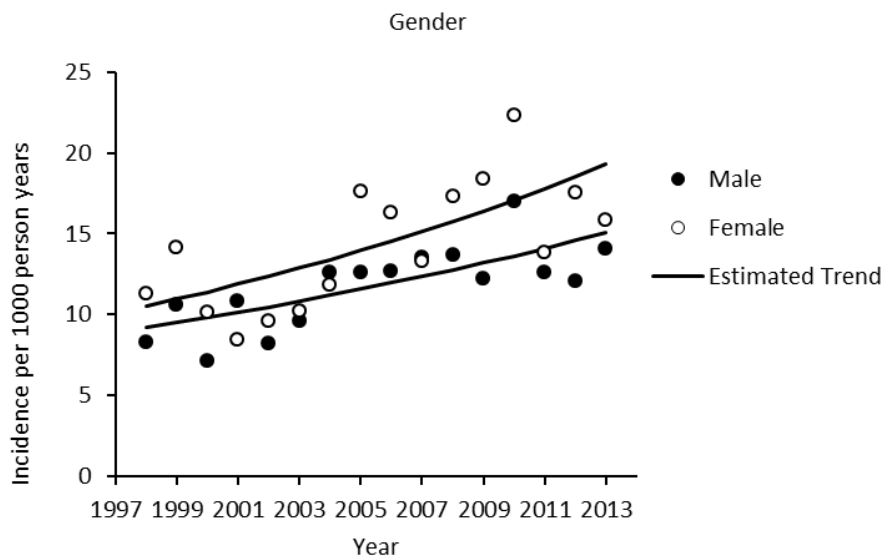 Gender
Incidence per 1000 person years
25
20
15
10
5
0
1997 1999 2001 2003 2005 2007 2009 2011 2013
Year
Male
Female
Estimated Trend